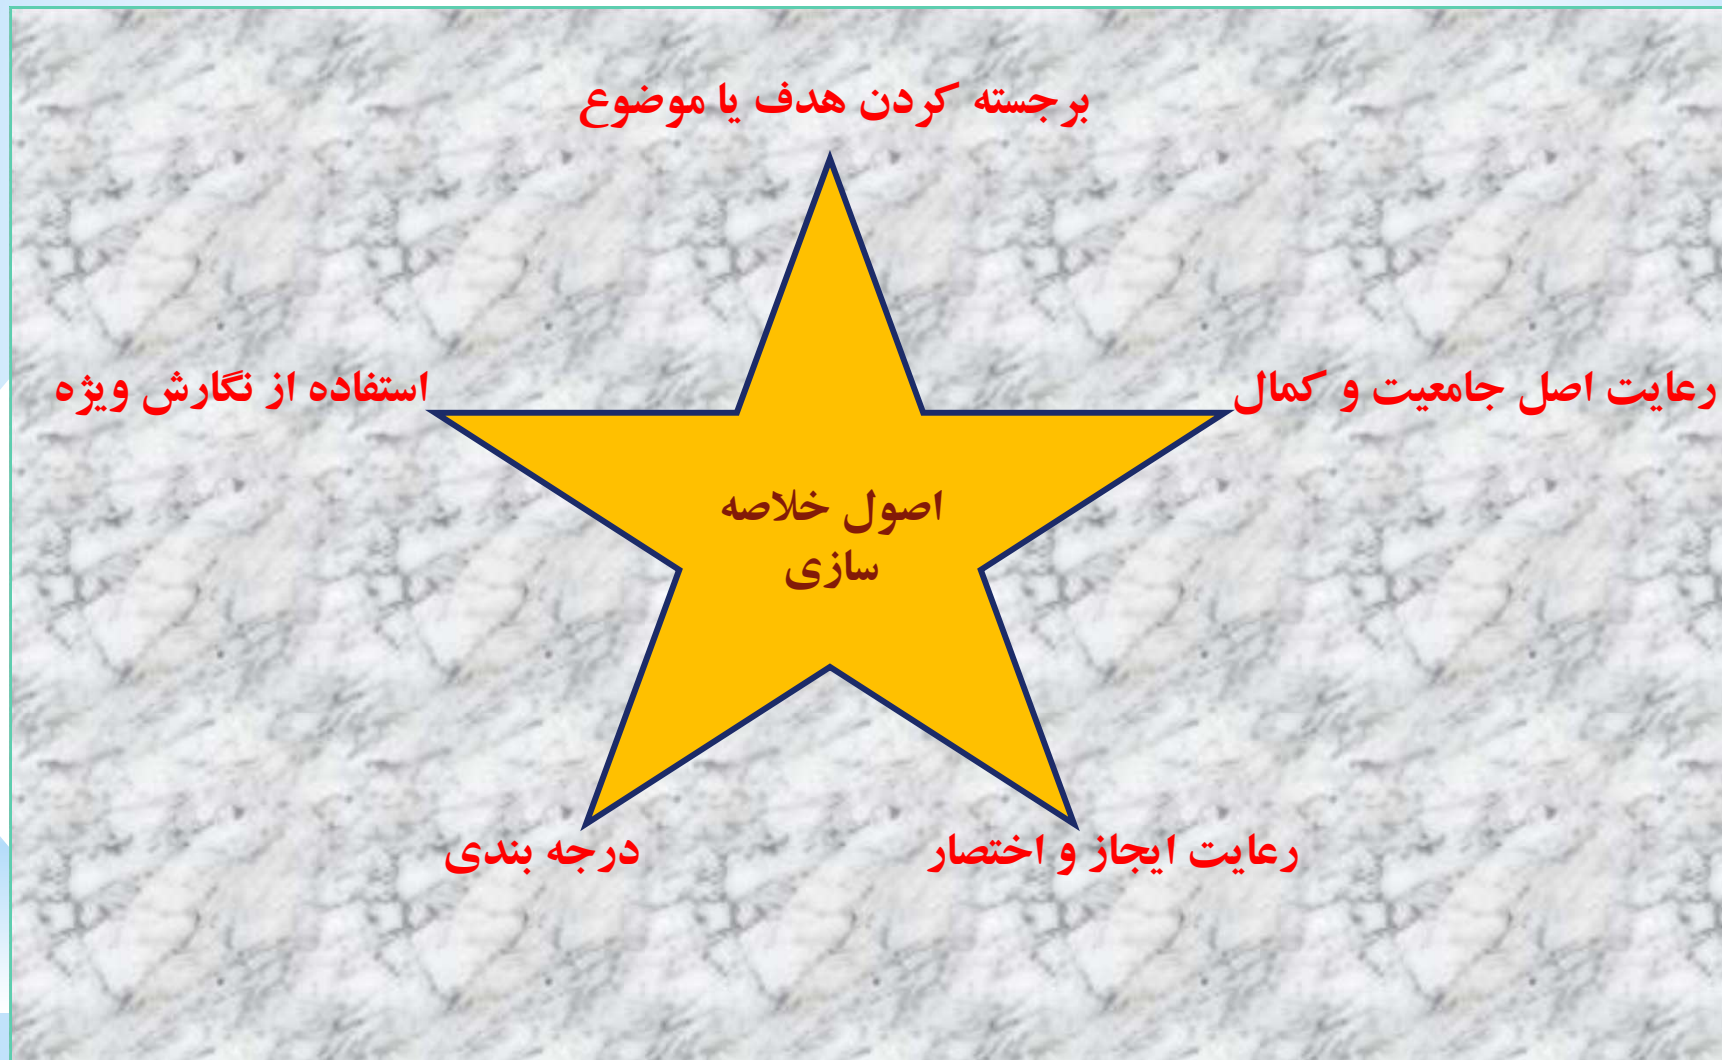 برجسته کردن هدف یا موضوع
رعایت اصل جامعیت و کمال
استفاده از نگارش ویژه
اصول خلاصه
سازی
رعایت ایجاز و اختصار
درجه بندی